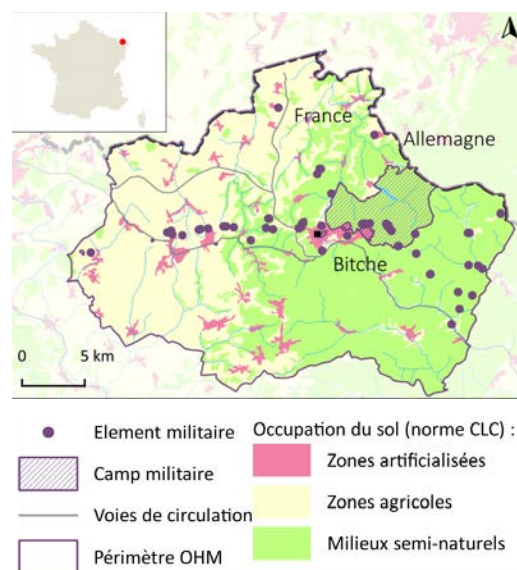 France
Allemagne
Bitche
0 5 km
Element militaire
Camp militaire
Voies de circulation
Périmètre OHM
Occupation du sol (norme CLC) :
Zones artificialisées
Zones agricoles
Milieux semi-naturels